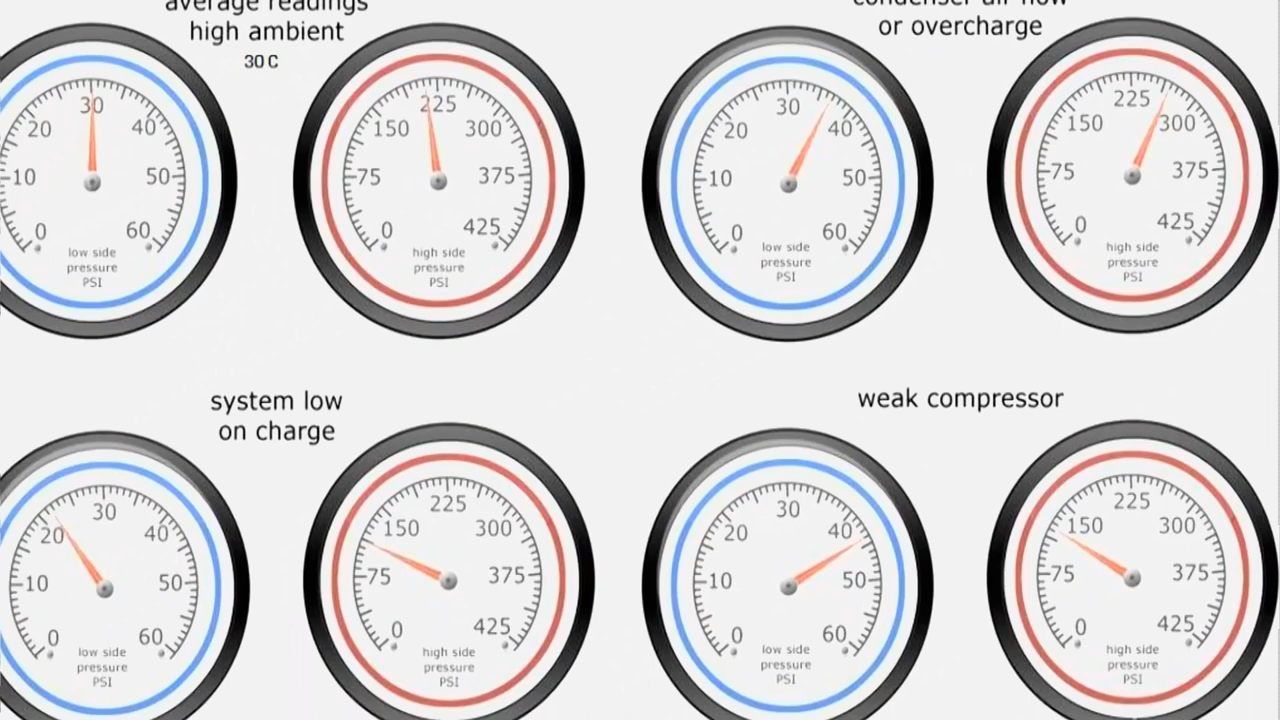 average readings
high ambient
30 C
condenser air flow
or overcharge
30
20
40
10
50
0
60
low side
pressure
PSI
225
150
300
75
375
0
425
high side
pressure
PSI
30
20
40
10
50
0
60
low side
pressure
PSI
225
150
300
75
375
0
425
high side
pressure
PSI
system low
on charge
weak compressor
30
20
40
10
50
0
60
low side
pressure
PSI
225
150
300
75
375
0
425
high side
pressure
PSI
30
20
40
10
50
0
60
low side
pressure
PSI
225
150
300
75
375
0
425
high side
pressure
PSI